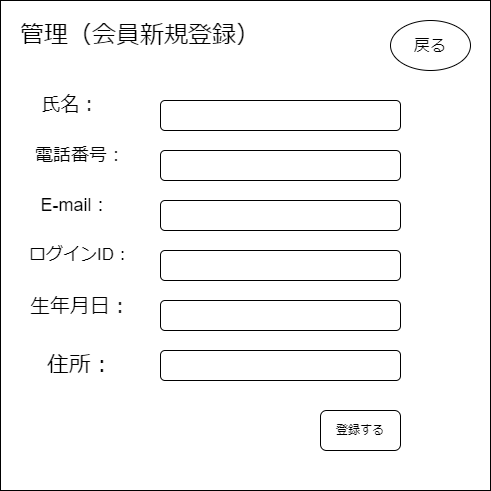 管理（会員新規登録）
戻る
氏名：
電話番号：
E-mail：
ログインID：
生年月日：
住所：
登録する